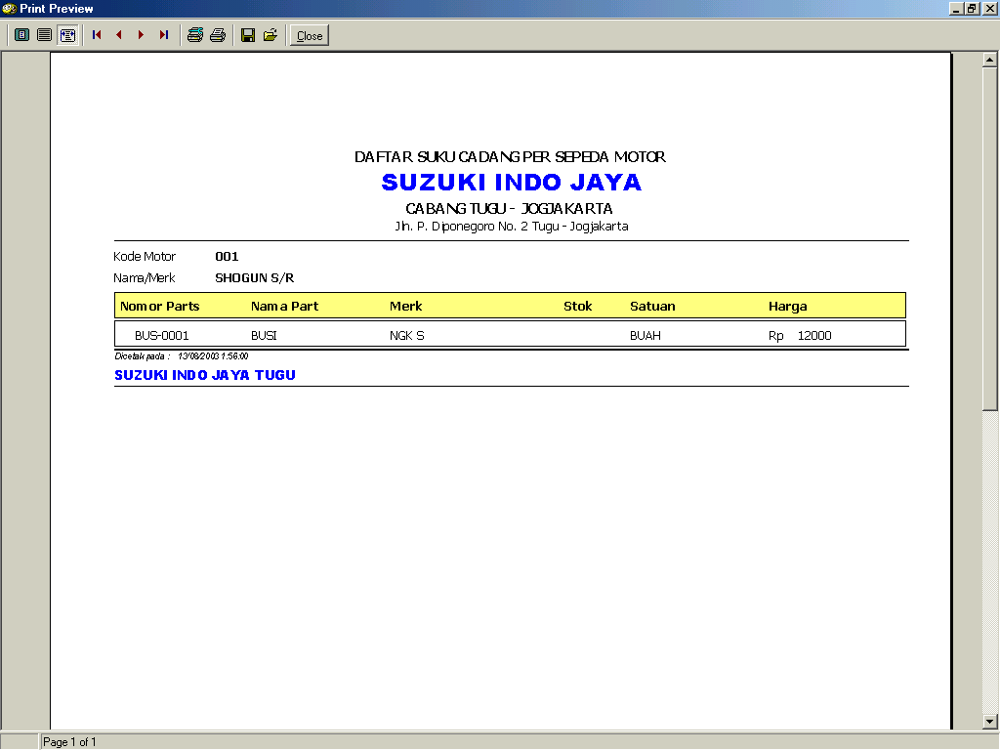 Print Preview
Close
DAFTAR SUKU CADANG PER SEPEDA MOTOR
SUZUKI INDO JAYA
CABANG TUGU - JOGJAKARTA
Jln. P. Diponegoro No. 2 Tugu - Jogjakarta
Kode Motor 001
Nama/Merk SHOGUN S/R
Nomor Parts Nama Part Merk Stok Satuan Harga
BUS-0001 BUSI NGK S BUAH Rp 12000
Dicetak pada : 13/08/2003 1:56:00
SUZUKI INDO JAYA TUGU
Page 1 of 1